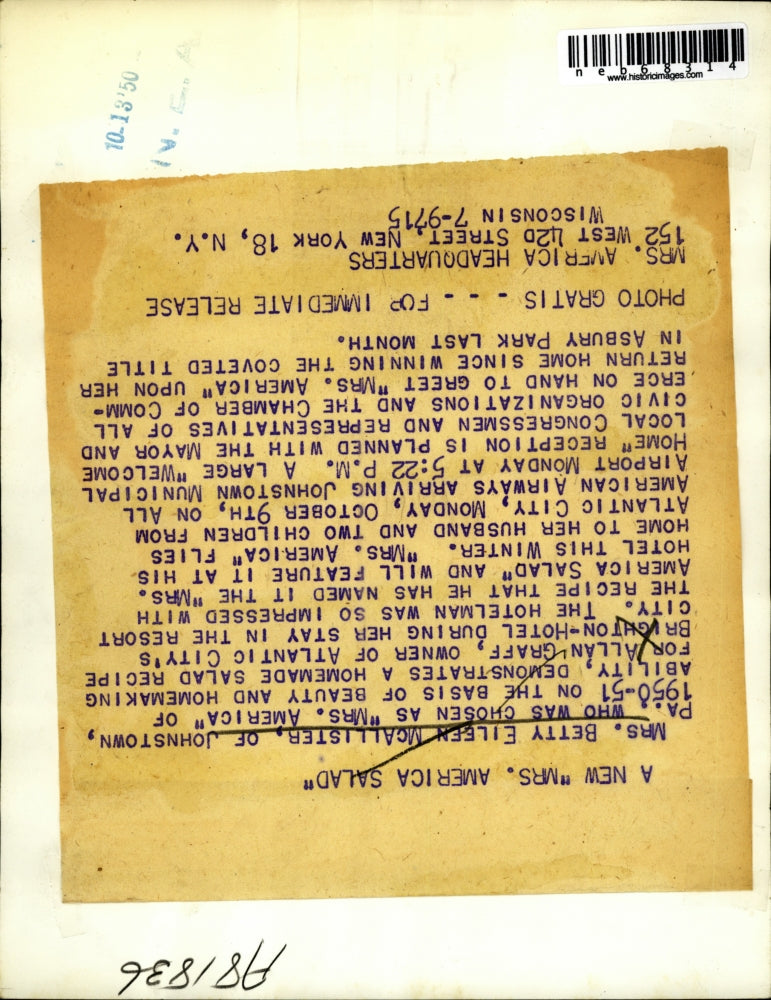 neb68314
www.historicimages.com
10-13'50
A NEW "MRS. AMERICA SALAD"
MRS. BETTY EILEEN MCALLISTER, OF JOHNSTOWN,
PA., WHO WAS CHOSEN AS "MRS. AMERICA" OF
1950-51 ON THE BASIS OF BEAUTY AND HOMEMAKING
ABILITY, DEMONSTRATES A HOMEMADE SALAD RECIPE
FOR ALLAN GRAFF, OWNER OF ATLANTIC CITY'S
BRIGHTON-HOTEL DURING HER STAY IN THE RESORT
CITY. THE HOTELMAN WAS SO IMPRESSED WITH
THE RECIPE THAT HE HAS NAMED IT THE "MRS.
AMERICA SALAD" AND WILL FEATURE IT AT HIS
HOTEL THIS WINTER. "MRS. AMERICA" FLIES
HOME TO HER HUSBAND AND TWO CHILDREN FROM
ATLANTIC CITY, MONDAY, OCTOBER 9TH, ON ALL
AMERICAN AIRWAYS ARRIVING JOHNSTOWN MUNICIPAL
AIRPORT MONDAY AT 5:22 P.M. A LARGE "WELCOME
HOME" RECEPTION IS PLANNED WITH THE MAYOR AND
LOCAL CONGRESSMEN AND REPRESENTATIVES OF ALL
CIVIC ORGANIZATIONS AND THE CHAMBER OF COMM-
ERCE ON HAND TO GREET "MRS. AMERICA" UPON HER
RETURN HOME SINCE WINNING THE COVETED TITLE
IN ASBURY PARK LAST MONTH.
PHOTO GRATIS - - - FOR IMMEDIATE RELEASE
MRS. AMERICA HEADQUARTERS
152 WEST 42D STREET, NEW YORK 18, N.Y.
WISCONSIN 7-9715
A81836